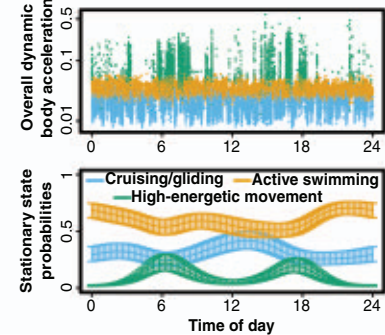 Overall dynamic
body acceleration
0.5
0.1
0.01
0 6 12 18 24
Stationary state
probabilities
1
0.5
0
Cruising/gliding Active swimming
High-energetic movement
0 6 12 18 24
Time of day